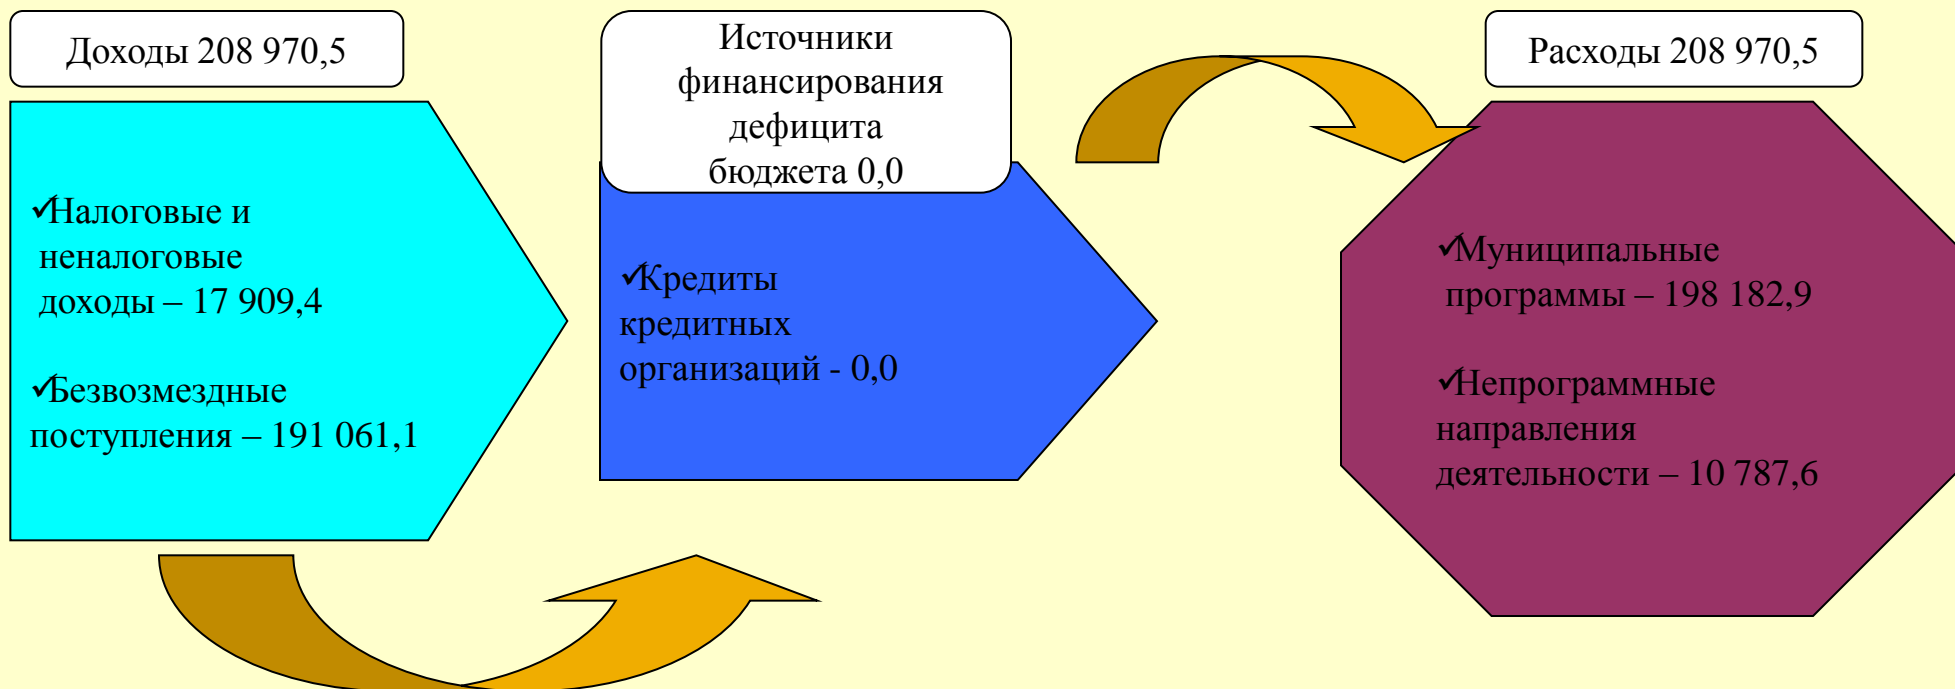 Доходы 208 970,5
✓Налоговые и
неналоговые
доходы – 17 909,4
✓Безвозмездные
поступления – 191 061,1
Источники
финансирования
дефицита
бюджета 0,0
✓Кредиты
кредитных
организаций - 0,0
Расходы 208 970,5
✓Муниципальные
программы – 198 182,9
✓Непрограммные
направления
деятельности – 10 787,6